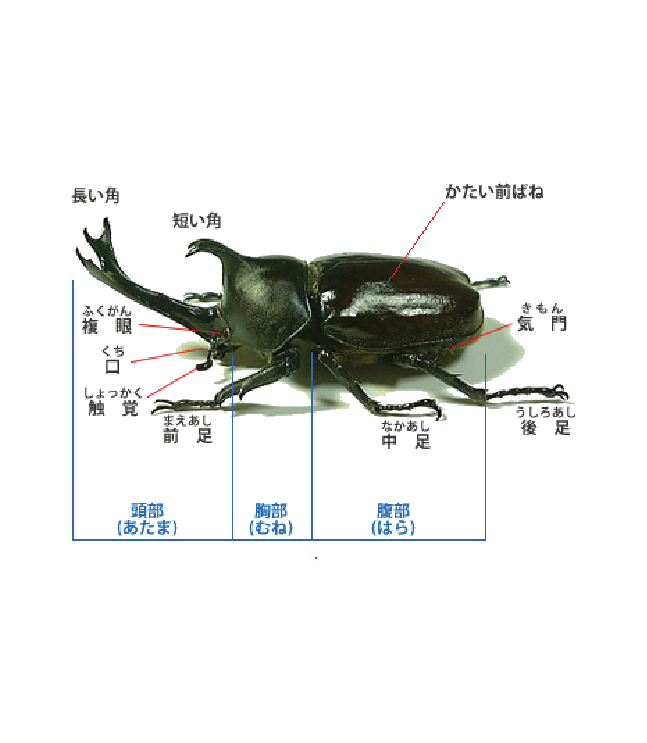 長い角
短い角
かたい前ばね
ふくがん
複 眼
きもん
気 門
くち
口
しょっかく
触 覚
まえあし
前 足
なかあし
中 足
うしろあし
後 足
頭部
(あたま)
胸部
(むね)
腹部
(はら)